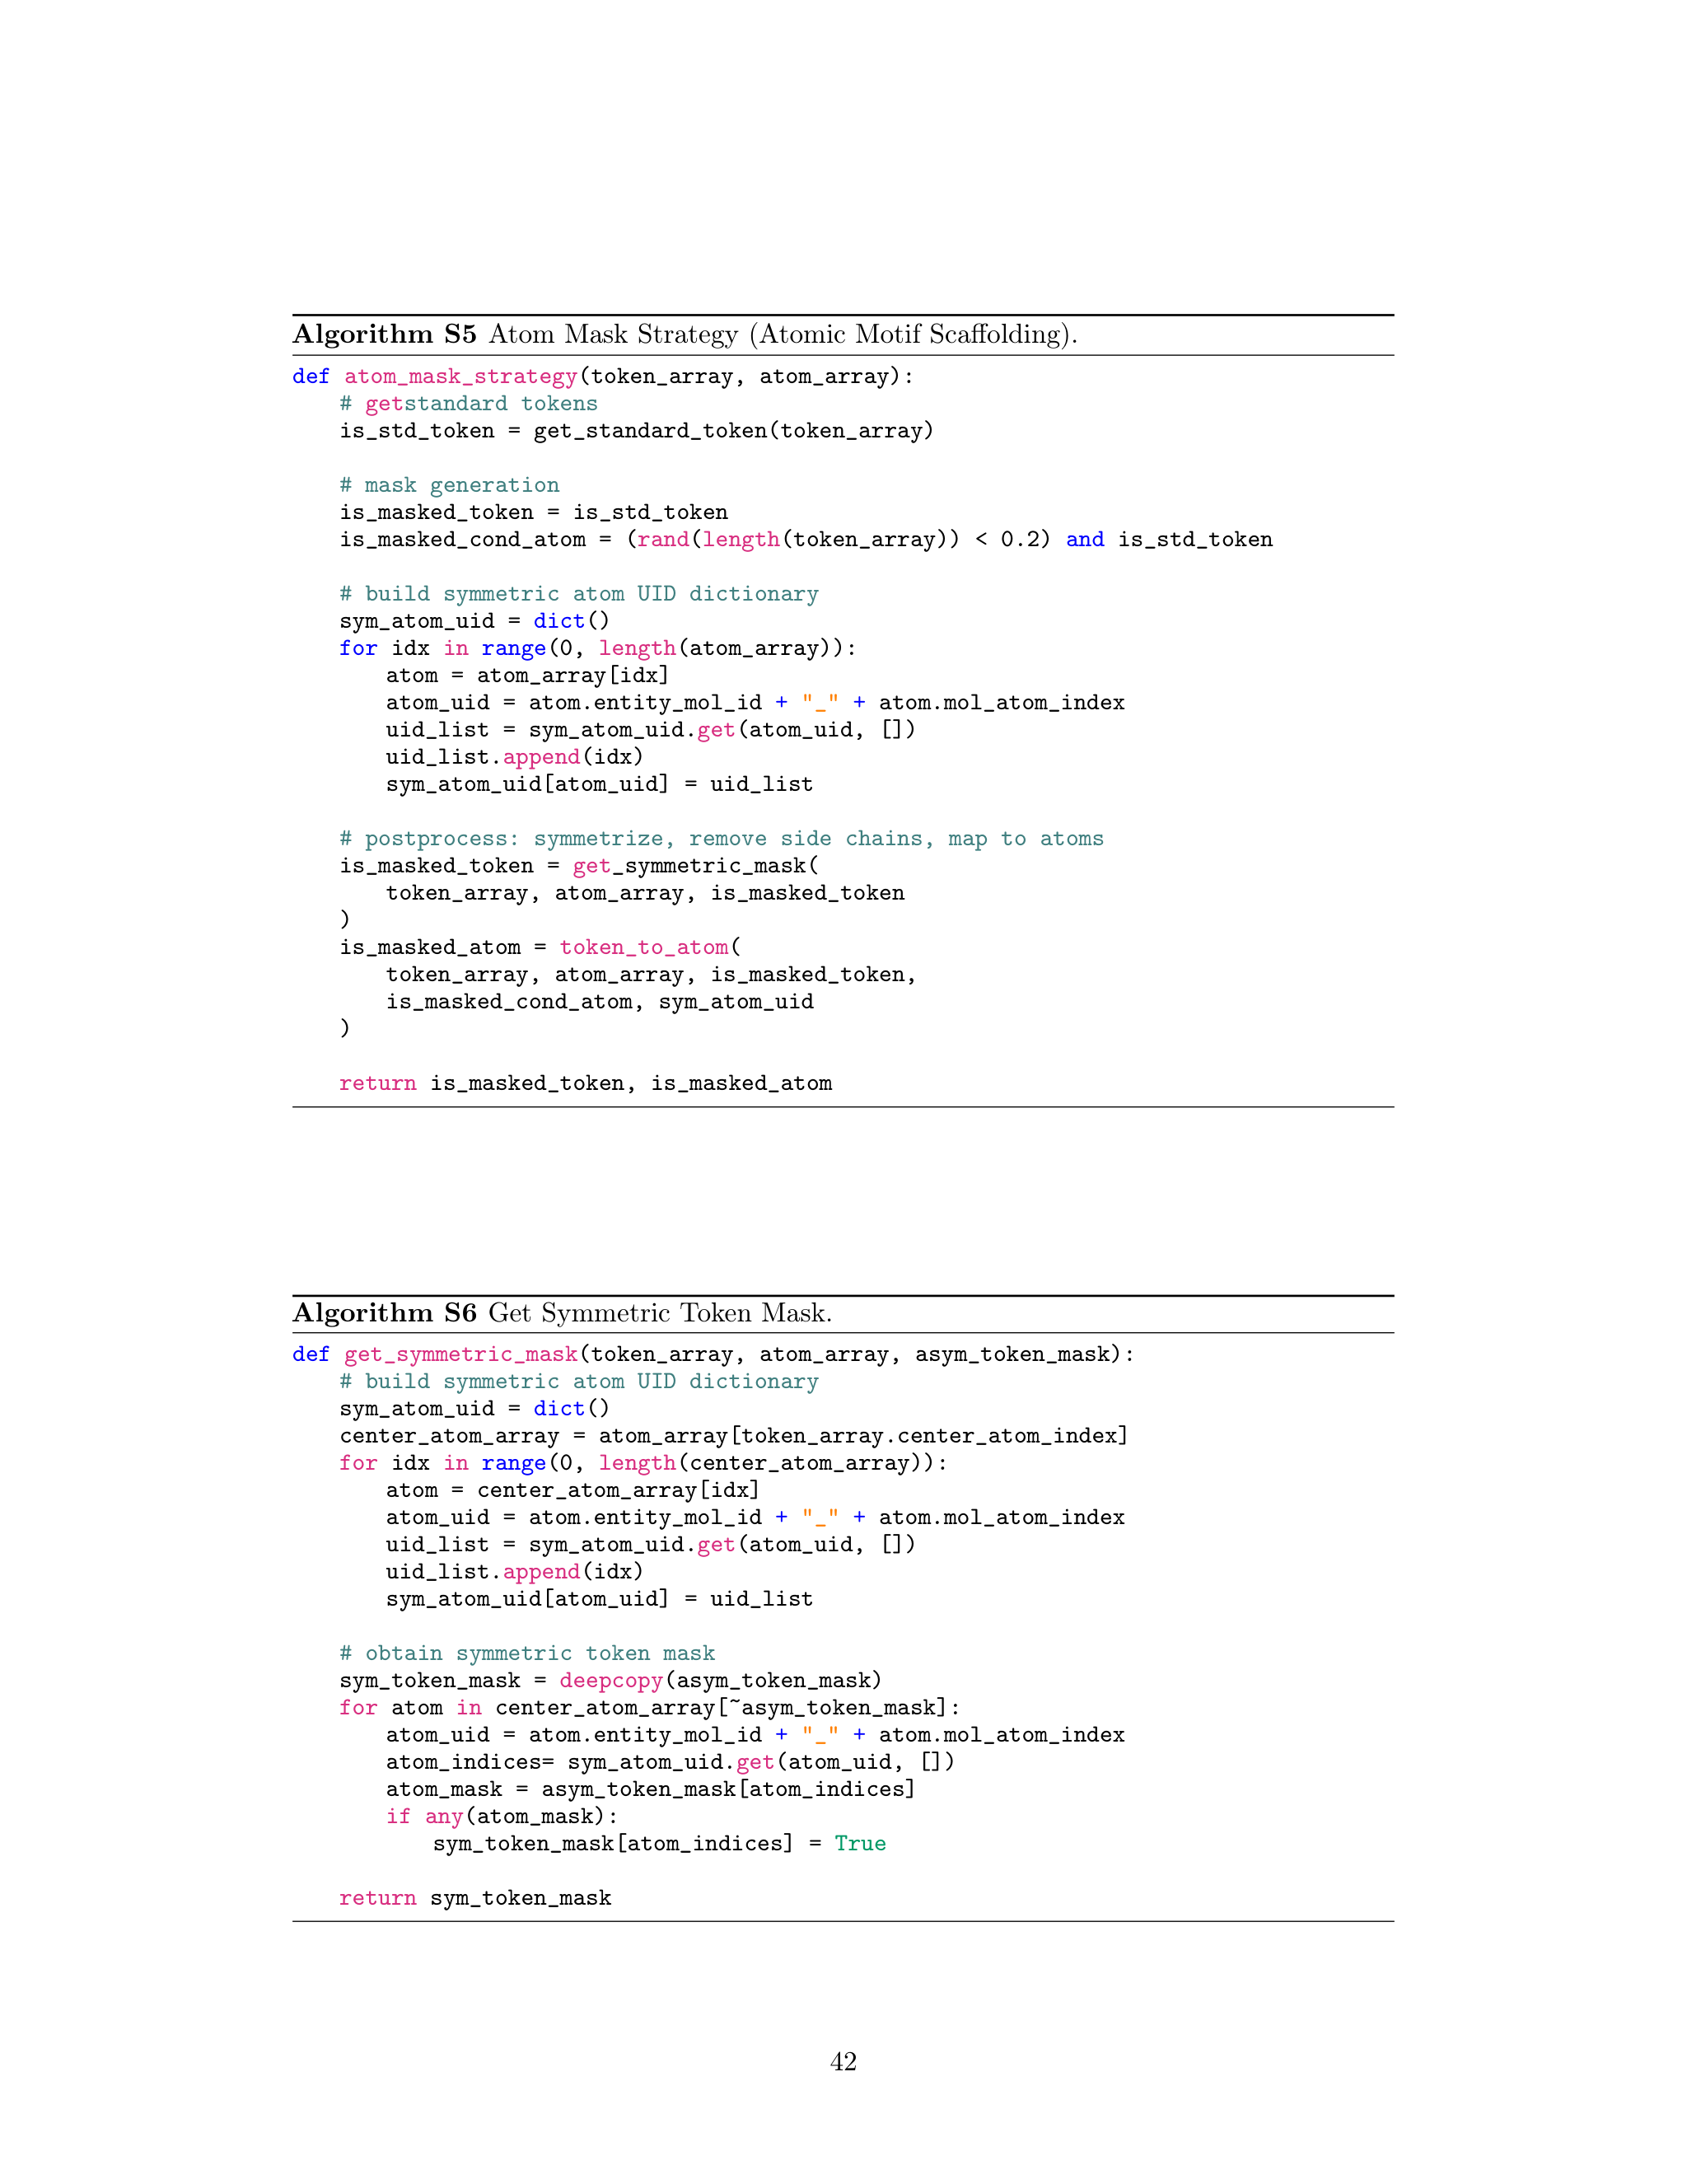 Algorithm S5 Atom Mask Strategy (Atomic Motif Scaffolding).
def atom_mask_strategy(token_array, atom_array):
    # getstandard tokens
    is_std_token = get_standard_token(token_array)

    # mask generation
    is_masked_token = is_std_token
    is_masked_cond_atom = (rand(length(token_array)) < 0.2) and is_std_token

    # build symmetric atom UID dictionary
    sym_atom_uid = dict()
    for idx in range(0, length(atom_array)):
        atom = atom_array[idx]
        atom_uid = atom.entity_mol_id + "_" + atom.mol_atom_index
        uid_list = sym_atom_uid.get(atom_uid, [])
        uid_list.append(idx)
        sym_atom_uid[atom_uid] = uid_list

    # postprocess: symmetrize, remove side chains, map to atoms
    is_masked_token = get_symmetric_mask(
        token_array, atom_array, is_masked_token
    )
    is_masked_atom = token_to_atom(
        token_array, atom_array, is_masked_token,
        is_masked_cond_atom, sym_atom_uid
    )

    return is_masked_token, is_masked_atom

Algorithm S6 Get Symmetric Token Mask.
def get_symmetric_mask(token_array, atom_array, asym_token_mask):
    # build symmetric atom UID dictionary
    sym_atom_uid = dict()
    center_atom_array = atom_array[token_array.center_atom_index]
    for idx in range(0, length(center_atom_array)):
        atom = center_atom_array[idx]
        atom_uid = atom.entity_mol_id + "_" + atom.mol_atom_index
        uid_list = sym_atom_uid.get(atom_uid, [])
        uid_list.append(idx)
        sym_atom_uid[atom_uid] = uid_list

    # obtain symmetric token mask
    sym_token_mask = deepcopy(asym_token_mask)
    for atom in center_atom_array[~asym_token_mask]:
        atom_uid = atom.entity_mol_id + "_" + atom.mol_atom_index
        atom_indices= sym_atom_uid.get(atom_uid, [])
        atom_mask = asym_token_mask[atom_indices]
        if any(atom_mask):
            sym_token_mask[atom_indices] = True

    return sym_token_mask

42